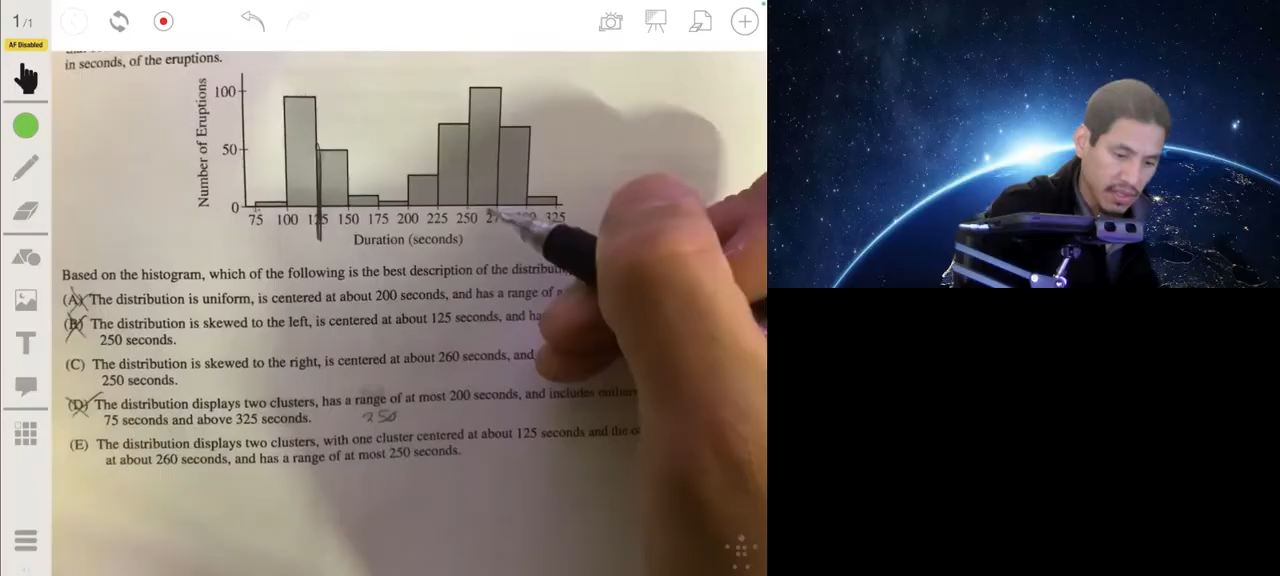 1/1
AF Disabled
in seconds, of the eruptions.
Number of Eruptions
100
50
0
75 100 125 150 175 200 225 250 325
Duration (seconds)
Based on the histogram, which of the following is the best description of the
(A) The distribution is uniform, is centered at about 200 seconds, and has a range of
(B) The distribution is skewed to the left, is centered at about 125 seconds, and
250 seconds.
(C) The distribution is skewed to the right, is centered at about 260 seconds, and
250 seconds.
(D) The distribution displays two clusters, has a range of at most 200 seconds, and includes
75 seconds and above 325 seconds. 250
(E) The distribution displays two clusters, with one cluster centered at about 125 seconds and the
at about 260 seconds, and has a range of at most 250 seconds.
T